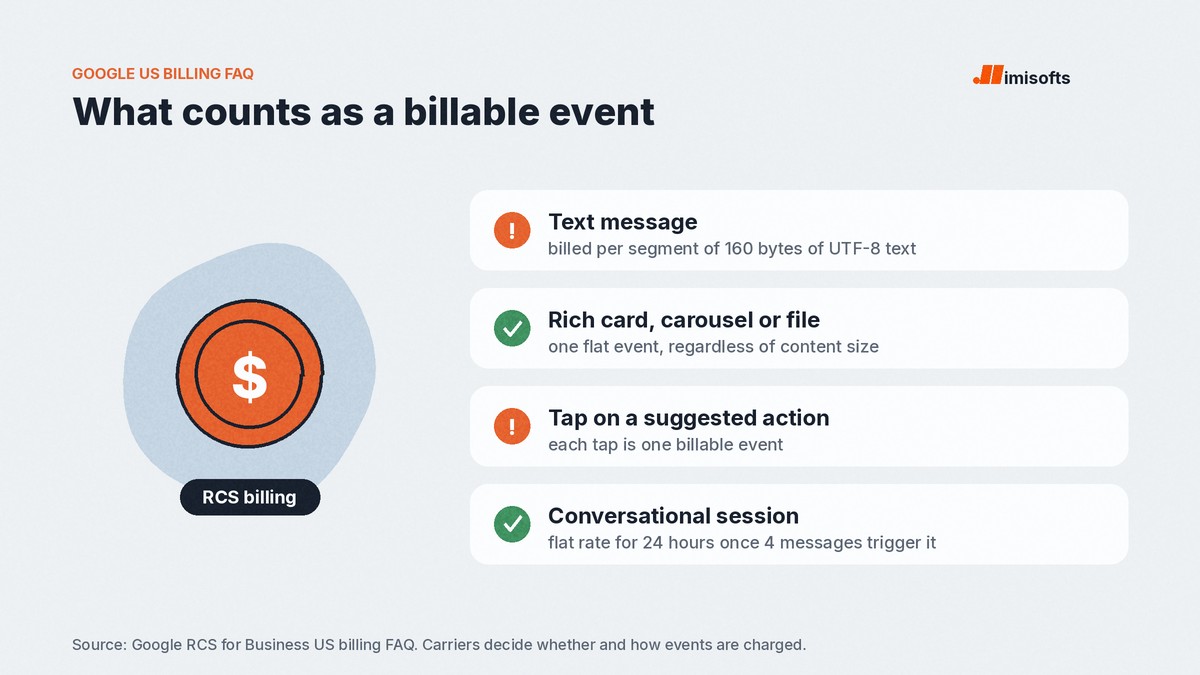 GOOGLE US BILLING FAQ
What counts as a billable event
imisofts
Text message
billed per segment of 160 bytes of UTF-8 text
Rich card, carousel or file
one flat event, regardless of content size
Tap on a suggested action
each tap is one billable event
Conversational session
flat rate for 24 hours once 4 messages trigger it
$
RCS billing
Source: Google RCS for Business US billing FAQ. Carriers decide whether and how events are charged.